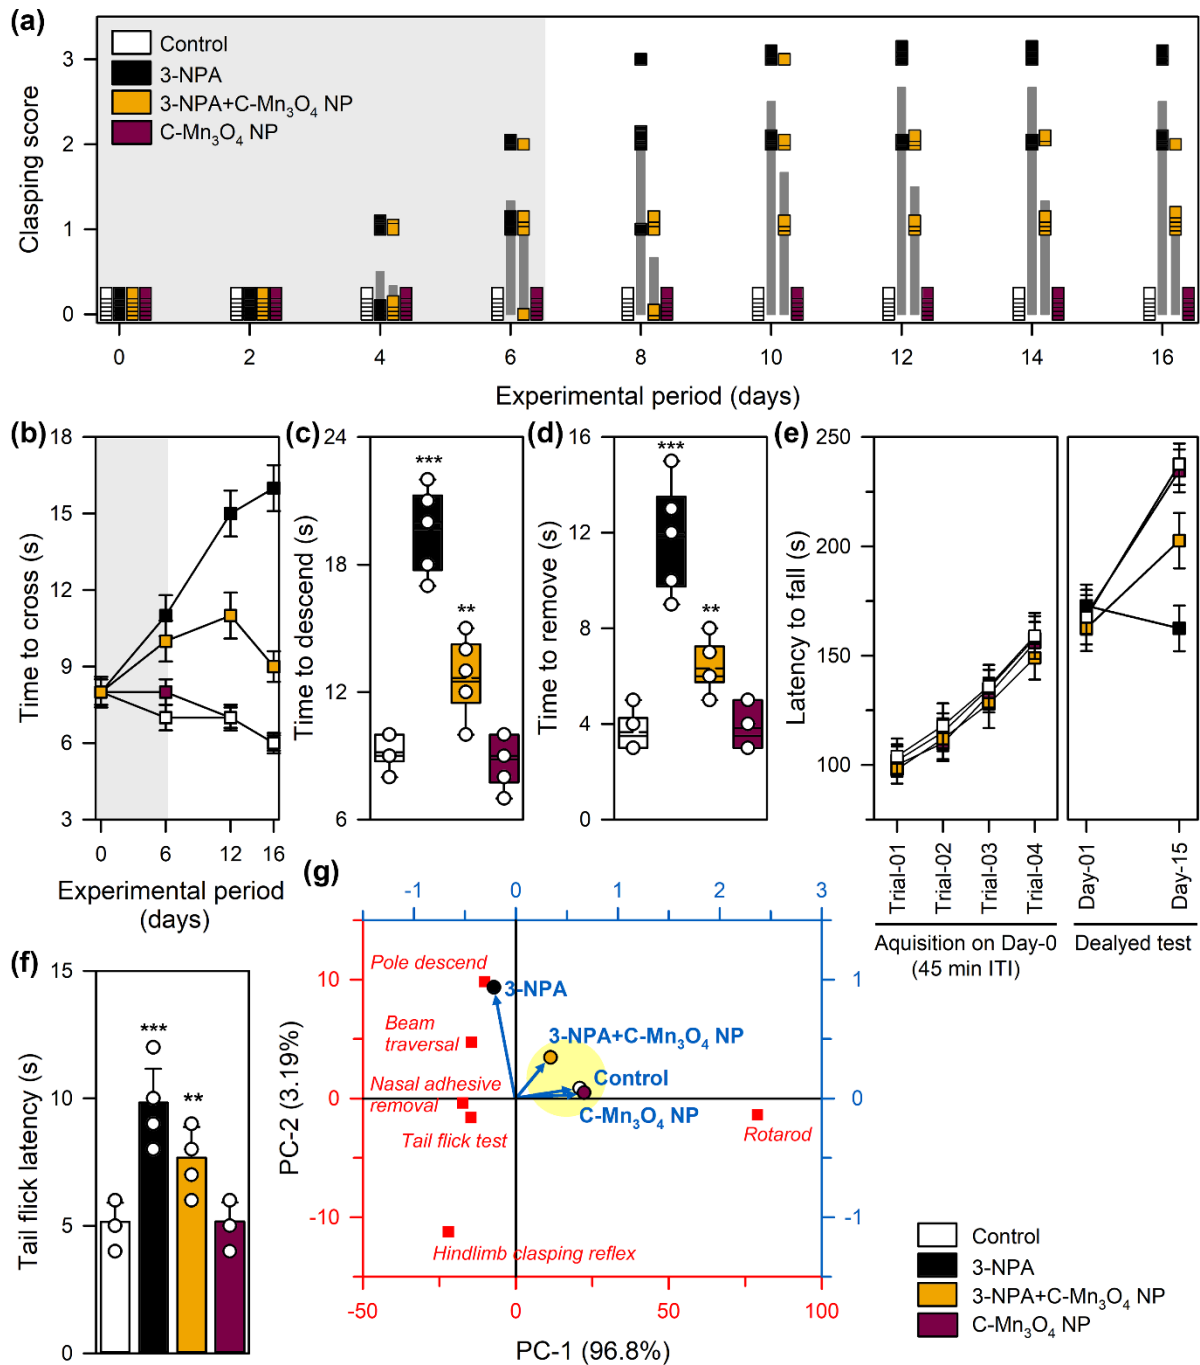 (a)
Control
3-NPA
3-NPA+C-Mn₃O₄ NP
C-Mn₃O₄ NP
Clasping score
3
2
1
0
0 2 4 6 8 10 12 14 16
Experimental period (days)
(b)
Time to cross (s)
18
15
12
9
6
3
0 6 12 16
Experimental period
(days)
(c)
Time to descend (s)
24
18
12
6
***
**
(d)
Time to remove (s)
16
12
8
4
0
***
**
(e)
Latency to fall (s)
250
200
150
100
Trial-01
Trial-02
Trial-03
Trial-04
Day-01
Day-15
Aquisition on Day-0
(45 min ITI)
Dealyed test
(f)
Tail flick latency (s)
15
10
5
0
***
**
(g)
-1 0 1 2 3
PC-2 (3.19%)
10
0
-10
1
0
-1
Pole descend
3-NPA
Beam
traversal
3-NPA+C-Mn₃O₄ NP
Nasal adhesive
removal
Control
C-Mn₃O₄ NP
Tail flick test
Rotarod
Hindlimb clasping reflex
-50 0 50 100
PC-1 (96.8%)
Control
3-NPA
3-NPA+C-Mn₃O₄ NP
C-Mn₃O₄ NP